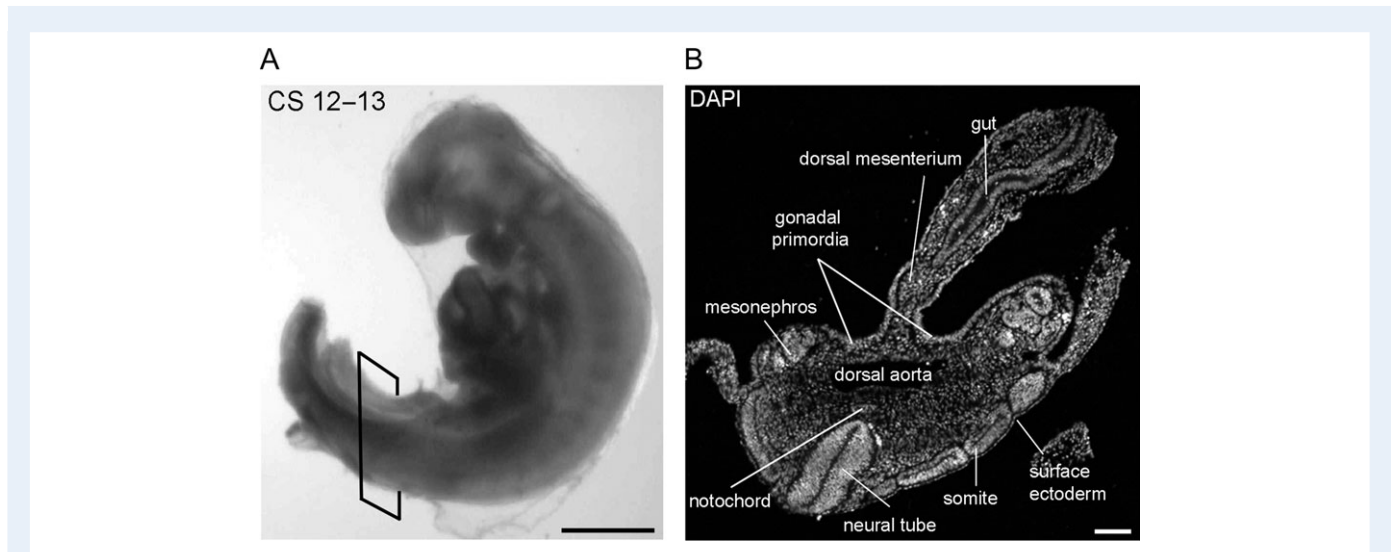 A
B
CS 12–13
DAPI
gut
dorsal mesenterium
gonadal
primordia
mesonephros
dorsal aorta
notochord
neural tube
somite
surface
ectoderm